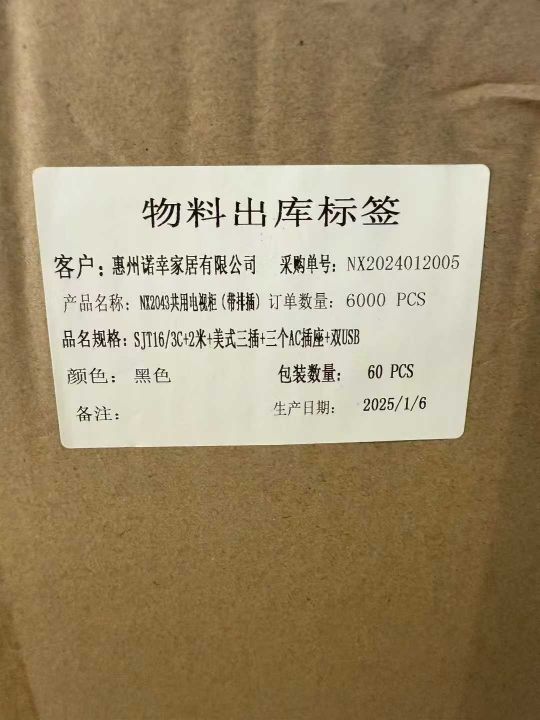 物料出库标签
客户：惠州诺幸家居有限公司 采购单号：NX2024012005
产品名称：NX2043共用电视柜（带排插）订单数量：6000 PCS
品名规格：SJT16/3C+2米+美式三插+三个AC插座+双USB
颜色：黑色 包装数量：60 PCS
备注： 生产日期：2025/1/6